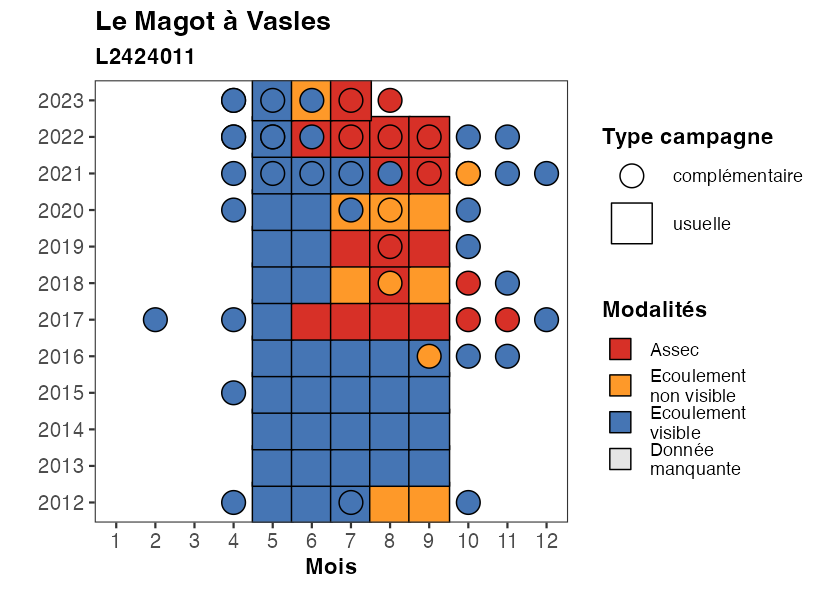 Le Magot à Vasles
L2424011
2023
2022
2021
2020
2019
2018
2017
2016
2015
2014
2013
2012
1 2 3 4 5 6 7 8 9 10 11 12
Mois
Type campagne
complémentaire
usuelle
Modalités
Assec
Ecoulement
non visible
Ecoulement
visible
Donnée
manquante